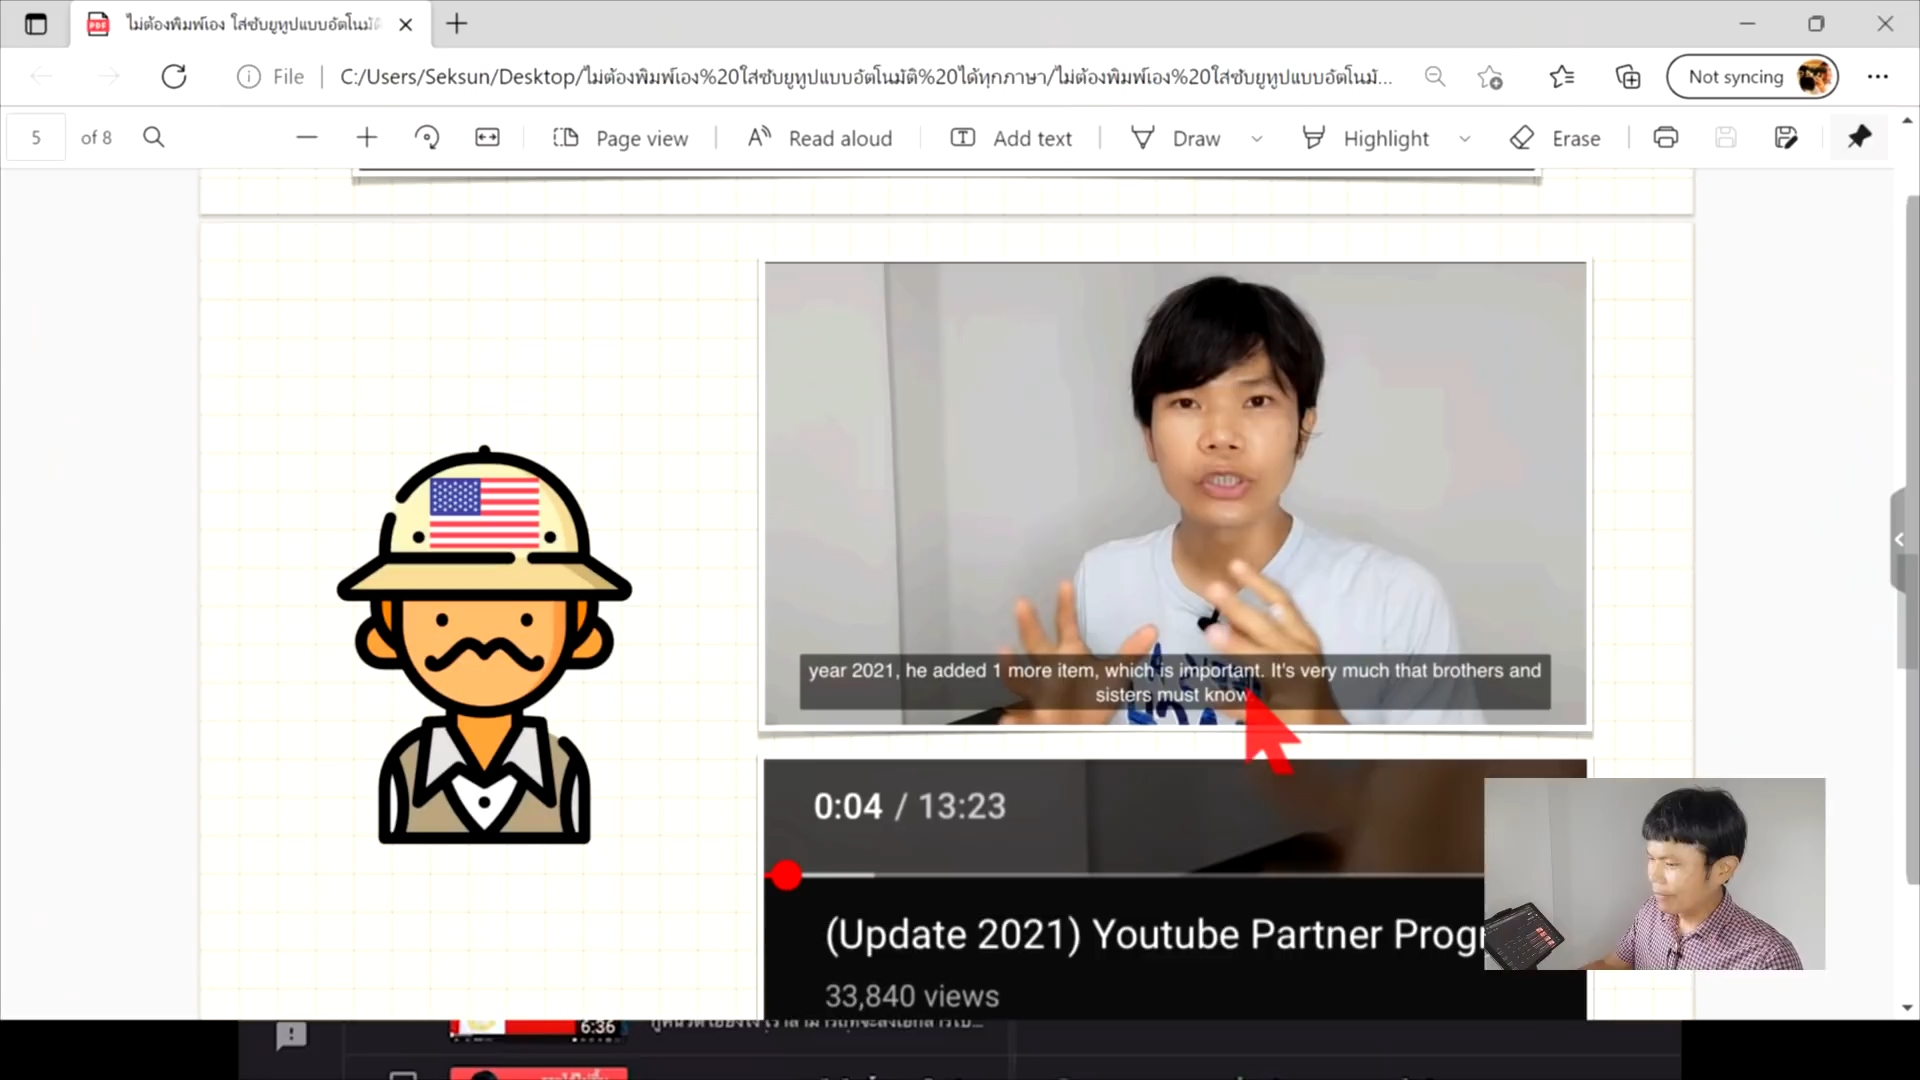 ไม่ต้องพิมพ์เอง ใส่ซับยูทูปแบบอัตโนมัติ
File
C:/Users/Seksun/Desktop/ไม่ต้องพิมพ์เอง%20ใส่ซับยูทูปแบบอัตโนมัติ%20ได้ทุกภาษา/ไม่ต้องพิมพ์เอง%20ใส่ซับยูทูปแบบอัตโนมั...
Not syncing
5 of 8
Page view
Read aloud
Add text
Draw
Highlight
Erase
year 2021, he added 1 more item, which is important. It's very much that brothers and
sisters must know
0:04 / 13:23
(Update 2021) Youtube Partner Progr
33,840 views
6:36